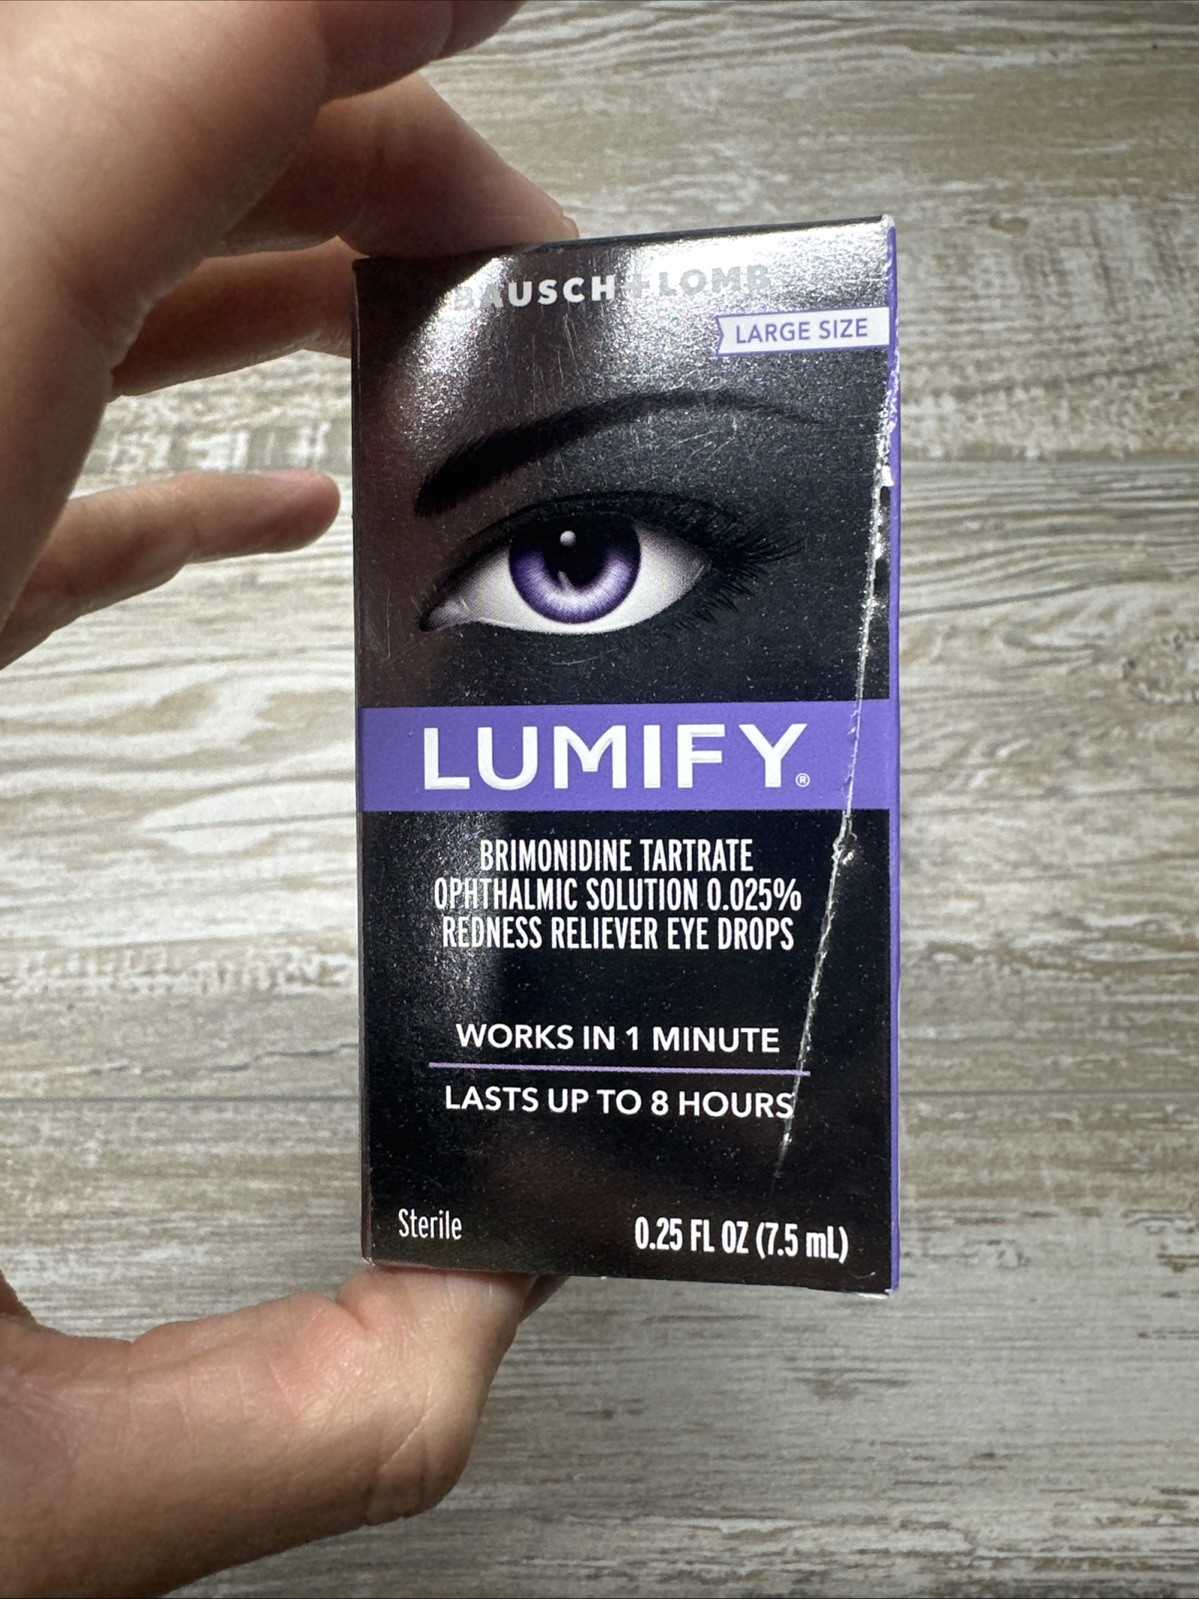 BAUSCH + LOMB
LARGE SIZE
LUMIFY®
BRIMONIDINE TARTRATE
OPHTHALMIC SOLUTION 0.025%
REDNESS RELIEVER EYE DROPS
WORKS IN 1 MINUTE
LASTS UP TO 8 HOURS
Sterile
0.25 FL OZ (7.5 mL)